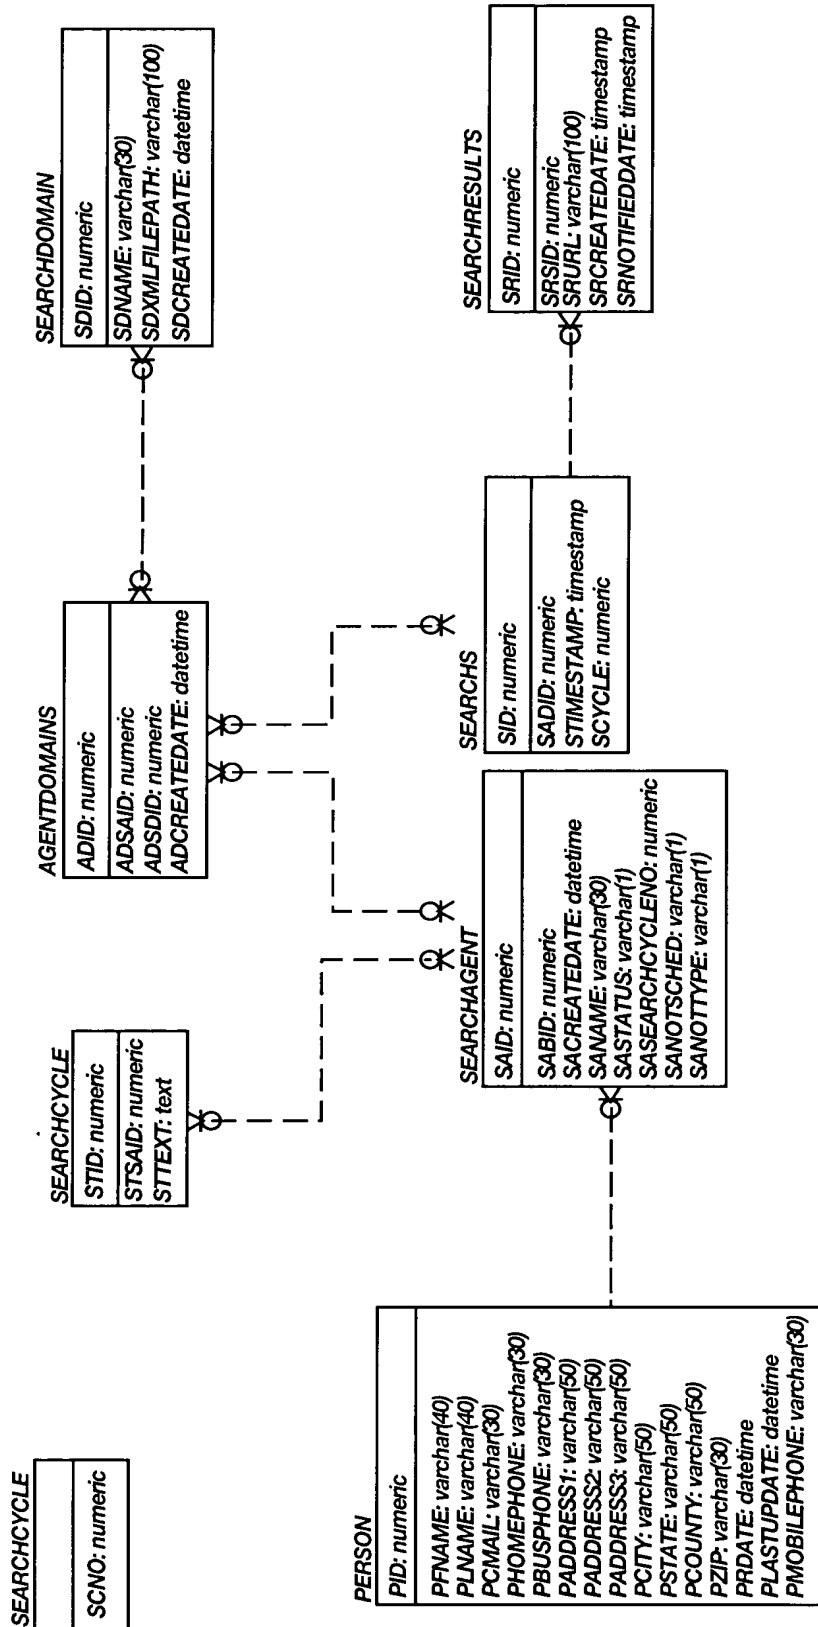 SEARCHCYCLE
SCNO: numeric
SEARCHCYCLE
STID: numeric
STSAID: numeric
STTEXT: text
AGENTDOMAINS
ADID: numeric
ADSAID: numeric
ADSDID: numeric
ADCREATEDATE: datetime
SEARCHDOMAIN
SDID: numeric
SDNAME: varchar(30)
SDXMLFILEPATH: varchar(100)
SDCREATEDATE: datetime
PERSON
PID: numeric
PFNAME: varchar(40)
PLNAME: varchar(40)
PCMAIL: varchar(30)
PHOMEPHONE: varchar(30)
PBUSPHONE: varchar(30)
PADDRESS1: varchar(50)
PADDRESS2: varchar(50)
PADDRESS3: varchar(50)
PCITY: varchar(50)
PSTATE: varchar(50)
PCOUNTY: varchar(50)
PZIP: varchar(30)
PRDATE: datetime
PLASTUPDATE: datetime
PMOBILEPHONE: varchar(30)
SEARCHAGENT
SAID: numeric
SABID: numeric
SACREATEDATE: datetime
SANAME: varchar(30)
SASTATUS: varchar(1)
SASEARCHCYCLENO: numeric
SANOTSCHED: varchar(1)
SANOTTYPE: varchar(1)
SEARCHS
SID: numeric
SADID: numeric
STIMESTAMP: timestamp
SCYCLE: numeric
SEARCHRESULTS
SRID: numeric
SRSID: numeric
SRURL: varchar(100)
SRCREATEDATE: timestamp
SRNOTIFIEDDATE: timestamp